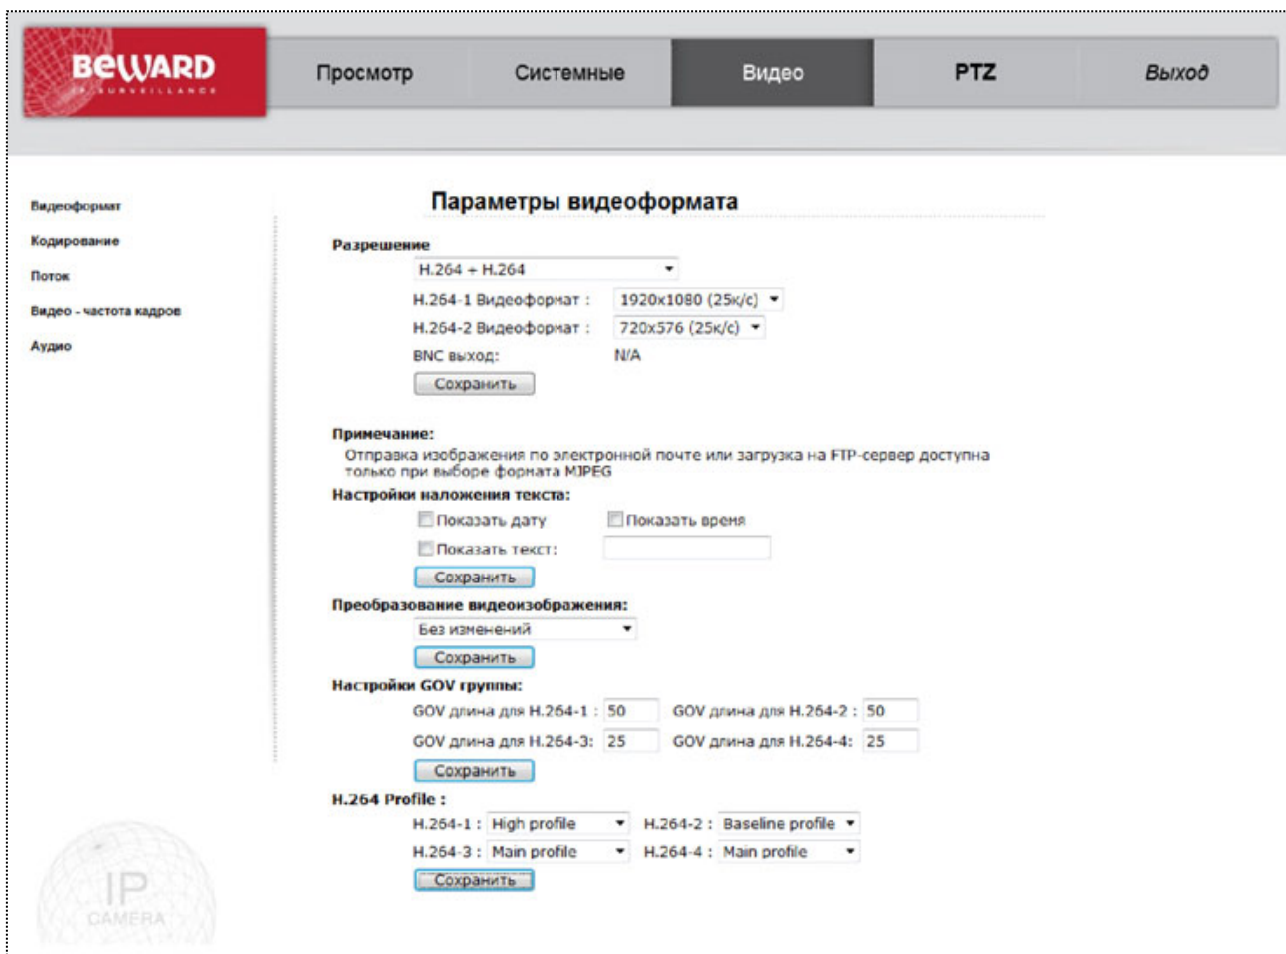 BEWARD
IP SURVEILLANCE
Просмотр
Системные
Видео
PTZ
Выход
Видеоформат
Кодирование
Поток
Видео - частота кадров
Аудио
Параметры видеоформата
Разрешение
H.264 + H.264
H.264-1 Видеоформат : 1920x1080 (25к/с)
H.264-2 Видеоформат : 720x576 (25к/с)
BNC выход: N/A
Сохранить
Примечание:
Отправка изображения по электронной почте или загрузка на FTP-сервер доступна
только при выборе формата MJPEG
Настройки наложения текста:
Показать дату Показать время
Показать текст:
Сохранить
Преобразование видеоизображения:
Без изменений
Сохранить
Настройки GOV группы:
GOV длина для H.264-1 : 50 GOV длина для H.264-2 : 50
GOV длина для H.264-3: 25 GOV длина для H.264-4: 25
Сохранить
H.264 Profile :
H.264-1 : High profile H.264-2 : Baseline profile
H.264-3 : Main profile H.264-4 : Main profile
Сохранить
IP
CAMERA